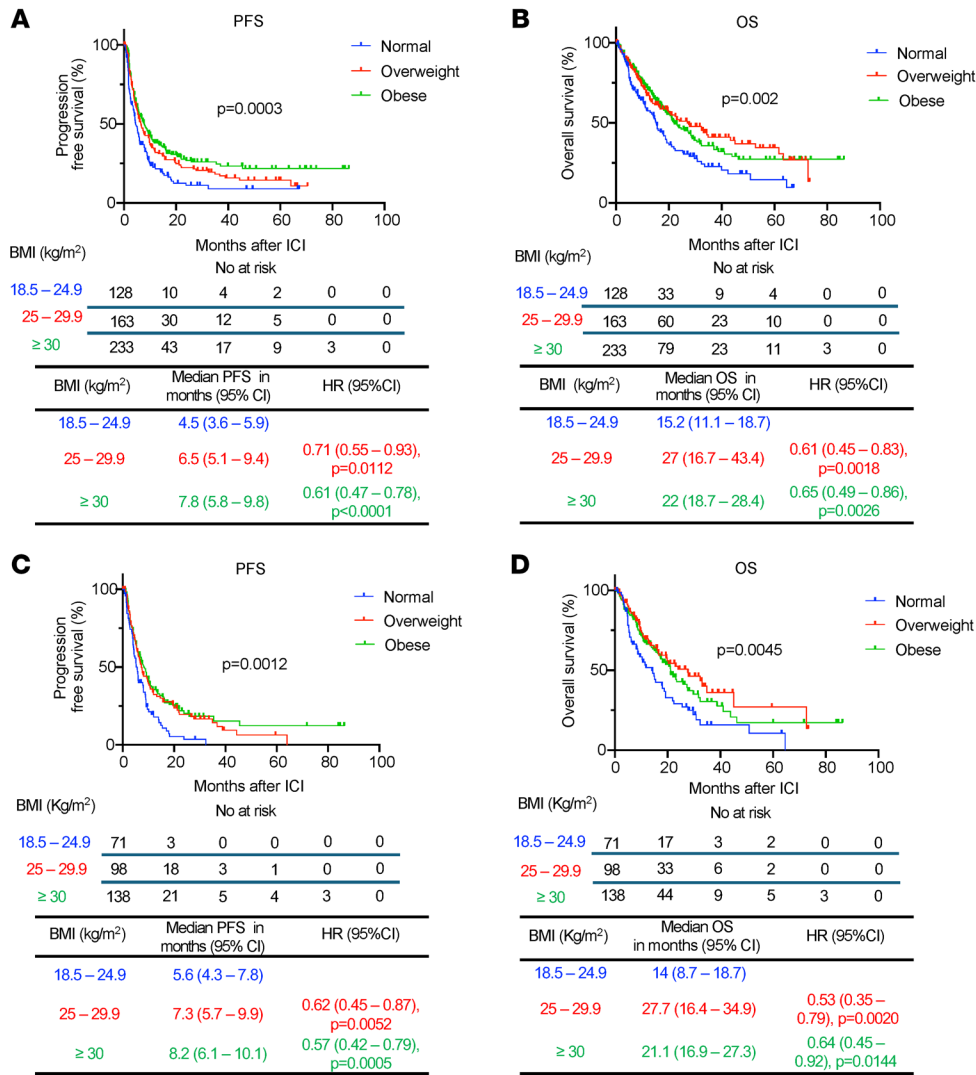 A
PFS
100
50
0
0 20 40 60 80 100
Progression
free survival (%)
Months after ICI
p=0.0003
Normal
Overweight
Obese
BMI (kg/m²)
No at risk
18.5 – 24.9 128 10 4 2 0 0
25 – 29.9 163 30 12 5 0 0
≥ 30 233 43 17 9 3 0
BMI (kg/m²) Median PFS in months (95% CI) HR (95%CI)
18.5 – 24.9 4.5 (3.6 – 5.9)
25 – 29.9 6.5 (5.1 – 9.4) 0.71 (0.55 – 0.93), p=0.0112
≥ 30 7.8 (5.8 – 9.8) 0.61 (0.47 – 0.78), p<0.0001
B
OS
100
50
0
0 20 40 60 80 100
Overall survival (%)
Months after ICI
p=0.002
Normal
Overweight
Obese
BMI (kg/m²)
No at risk
18.5 – 24.9 128 33 9 4 0 0
25 – 29.9 163 60 23 10 0 0
≥ 30 233 79 23 11 3 0
BMI (kg/m²) Median OS in months (95% CI) HR (95%CI)
18.5 – 24.9 15.2 (11.1 – 18.7)
25 – 29.9 27 (16.7 – 43.4) 0.61 (0.45 – 0.83), p=0.0018
≥ 30 22 (18.7 – 28.4) 0.65 (0.49 – 0.86), p=0.0026
C
PFS
100
50
0
0 20 40 60 80 100
Progression
free survival (%)
Months after ICI
p=0.0012
Normal
Overweight
Obese
BMI (Kg/m²)
No at risk
18.5 – 24.9 71 3 0 0 0 0
25 – 29.9 98 18 3 1 0 0
≥ 30 138 21 5 4 3 0
BMI (kg/m²) Median PFS in months (95% CI) HR (95%CI)
18.5 – 24.9 5.6 (4.3 – 7.8)
25 – 29.9 7.3 (5.7 – 9.9) 0.62 (0.45 – 0.87), p=0.0052
≥ 30 8.2 (6.1 – 10.1) 0.57 (0.42 – 0.79), p=0.0005
D
OS
100
50
0
0 20 40 60 80 100
Overall survival (%)
Months after ICI
p=0.0045
Normal
Overweight
Obese
BMI (Kg/m²)
No at risk
18.5 – 24.9 71 17 3 2 0 0
25 – 29.9 98 33 6 2 0 0
≥ 30 138 44 9 5 3 0
BMI (Kg/m²) Median OS in months (95% CI) HR (95%CI)
18.5 – 24.9 14 (8.7 – 18.7)
25 – 29.9 27.7 (16.4 – 34.9) 0.53 (0.35 – 0.79), p=0.0020
≥ 30 21.1 (16.9 – 27.3) 0.64 (0.45 – 0.92), p=0.0144